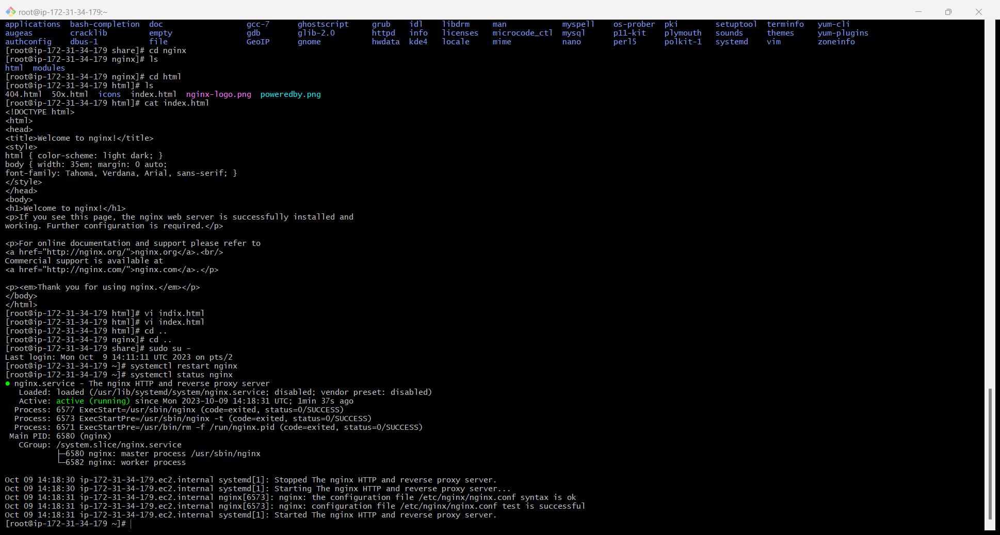 root@ip-172-31-34-179:~
applications  bash-completion  doc                  gcc-7      ghostscript     grub    idl    libdrm     man            myspell    os-prober  pki        setuptool  terminfo   yum-cli
augeas        cracklib         empty                gdb        glib-2.0        httpd   info   licenses   microcode_ctl  mysql      p11-kit    plymouth   sounds     themes     yum-plugins
authconfig    dbus-1           file                 GeoIP      gnome           hwdata  kde4   locale     mime           nano       perl5      polkit-1   systemd    vim        zoneinfo
[root@ip-172-31-34-179 share]# cd nginx
[root@ip-172-31-34-179 nginx]# ls
html  modules
[root@ip-172-31-34-179 nginx]# cd html
[root@ip-172-31-34-179 html]# ls
404.html  50x.html  icons  index.html  nginx-logo.png  poweredby.png
[root@ip-172-31-34-179 html]# cat index.html
<!DOCTYPE html>
<html>
<head>
<title>Welcome to nginx!</title>
<style>
html { color-scheme: light dark; }
body { width: 35em; margin: 0 auto;
font-family: Tahoma, Verdana, Arial, sans-serif; }
</style>
</head>
<body>
<h1>Welcome to nginx!</h1>
<p>If you see this page, the nginx web server is successfully installed and
working. Further configuration is required.</p>

<p>For online documentation and support please refer to
<a href="http://nginx.org/">nginx.org</a>.<br/>
Commercial support is available at
<a href="http://nginx.com/">nginx.com</a>.</p>

<p><em>Thank you for using nginx.</em></p>
</body>
</html>
[root@ip-172-31-34-179 html]# vi indix.html
[root@ip-172-31-34-179 html]# vi index.html
[root@ip-172-31-34-179 html]# cd ..
[root@ip-172-31-34-179 nginx]# cd ..
[root@ip-172-31-34-179 share]# sudo su -
Last login: Mon Oct  9 14:11:11 UTC 2023 on pts/2
[root@ip-172-31-34-179 ~]# systemctl restart nginx
[root@ip-172-31-34-179 ~]# systemctl status nginx
● nginx.service - The nginx HTTP and reverse proxy server
   Loaded: loaded (/usr/lib/systemd/system/nginx.service; disabled; vendor preset: disabled)
   Active: active (running) since Mon 2023-10-09 14:18:31 UTC; 1min 37s ago
  Process: 6577 ExecStart=/usr/sbin/nginx (code=exited, status=0/SUCCESS)
  Process: 6573 ExecStartPre=/usr/sbin/nginx -t (code=exited, status=0/SUCCESS)
  Process: 6571 ExecStartPre=/usr/bin/rm -f /run/nginx.pid (code=exited, status=0/SUCCESS)
 Main PID: 6580 (nginx)
   CGroup: /system.slice/nginx.service
           ├─6580 nginx: master process /usr/sbin/nginx
           └─6582 nginx: worker process

Oct 09 14:18:30 ip-172-31-34-179.ec2.internal systemd[1]: Stopped The nginx HTTP and reverse proxy server.
Oct 09 14:18:30 ip-172-31-34-179.ec2.internal systemd[1]: Starting The nginx HTTP and reverse proxy server...
Oct 09 14:18:31 ip-172-31-34-179.ec2.internal nginx[6573]: nginx: the configuration file /etc/nginx/nginx.conf syntax is ok
Oct 09 14:18:31 ip-172-31-34-179.ec2.internal nginx[6573]: nginx: configuration file /etc/nginx/nginx.conf test is successful
Oct 09 14:18:31 ip-172-31-34-179.ec2.internal systemd[1]: Started The nginx HTTP and reverse proxy server.
[root@ip-172-31-34-179 ~]#